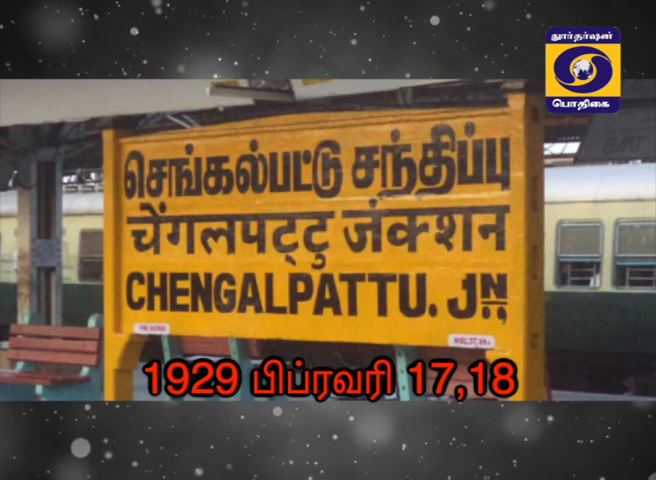 தூர்தர்ஷன்
பொதிகை
செங்கல்பட்டு சந்திப்பு
चेंगलपट्टु जंक्शन
CHENGALPATTU. JN.
1929 பிப்ரவரி 17,18